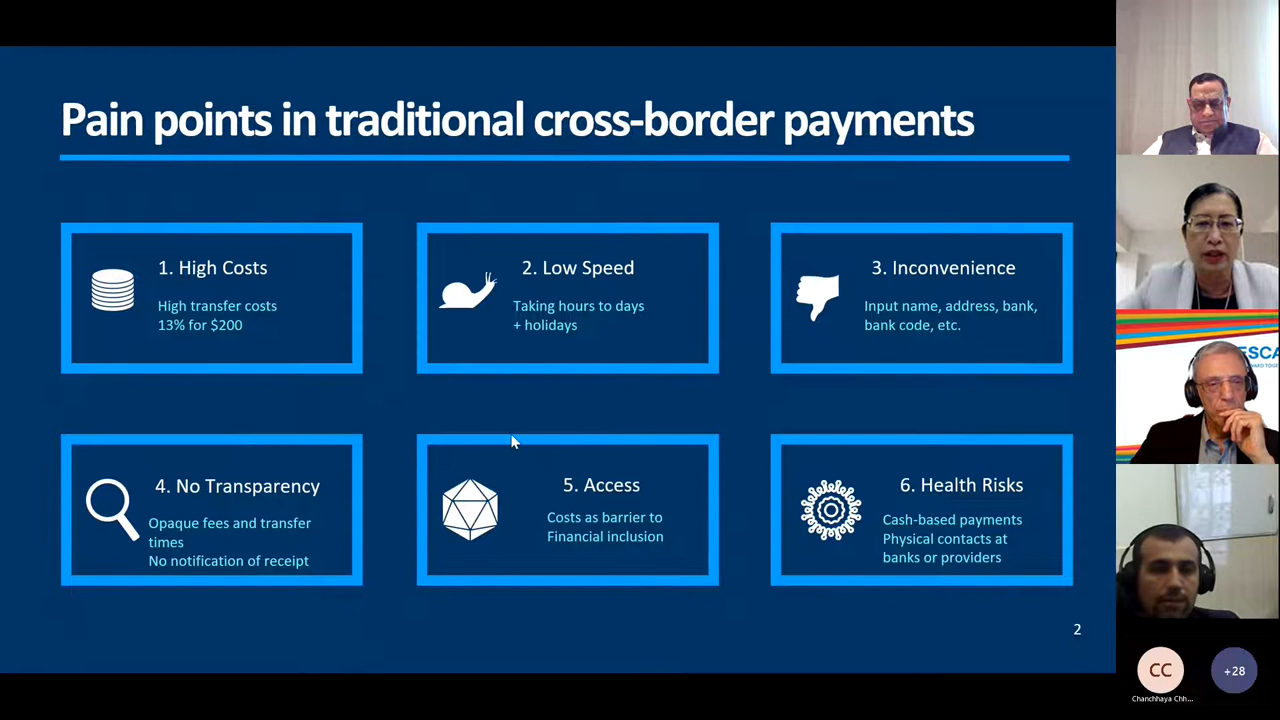 Pain points in traditional cross-border payments
1. High Costs
High transfer costs
13% for $200
2. Low Speed
Taking hours to days
+ holidays
3. Inconvenience
Input name, address, bank,
bank code, etc.
4. No Transparency
Opaque fees and transfer
times
No notification of receipt
5. Access
Costs as barrier to
Financial inclusion
6. Health Risks
Cash-based payments
Physical contacts at
banks or providers
2
ESCA
CC
Chanchhaya Chh...
+28